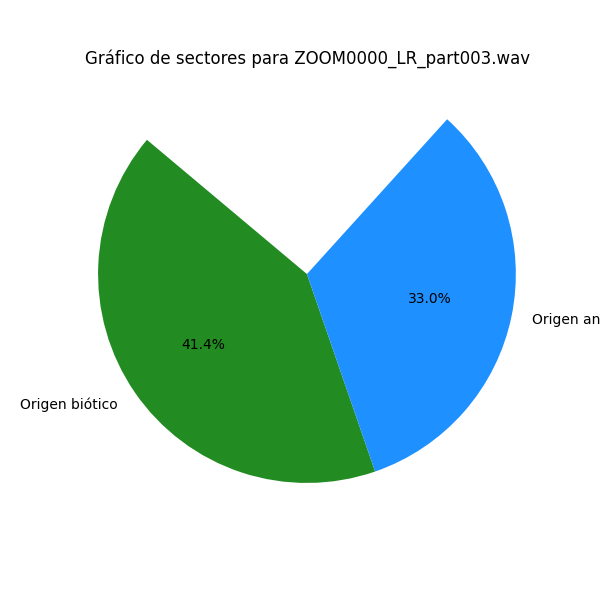 Gráfico de sectores para ZOOM0000_LR_part003.wav
33.0%
Origen an
41.4%
Origen biótico